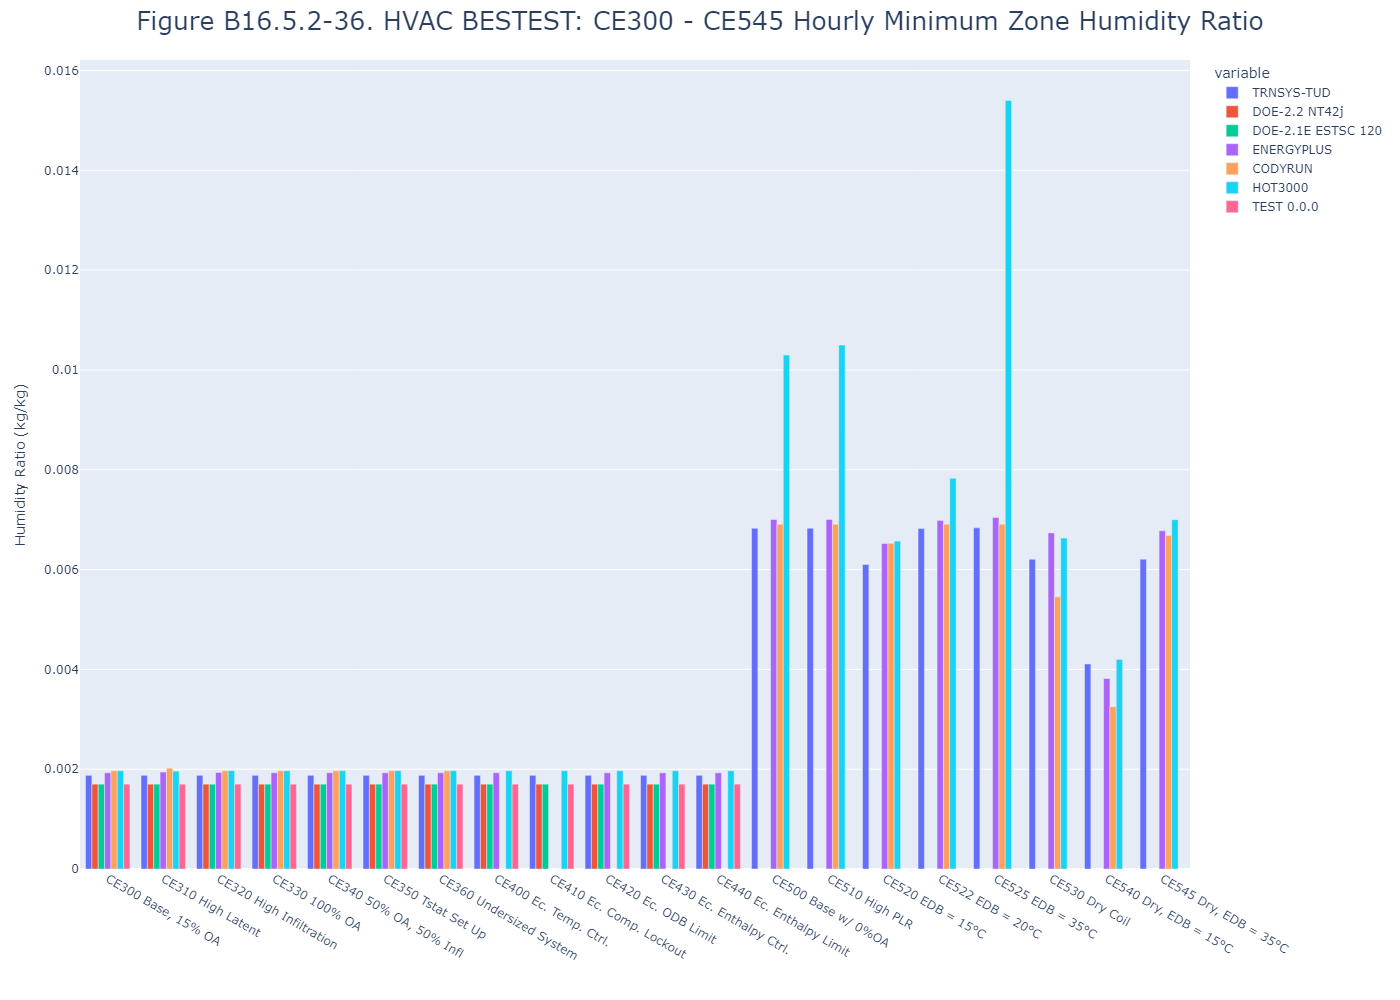 Figure B16.5.2-36. HVAC BESTEST: CE300 - CE545 Hourly Minimum Zone Humidity Ratio
variable
TRNSYS-TUD
DOE-2.2 NT42j
DOE-2.1E ESTSC 120
ENERGYPLUS
CODYRUN
HOT3000
TEST 0.0.0
Humidity Ratio (kg/kg)
0.016
0.014
0.012
0.01
0.008
0.006
0.004
0.002
0
CE300 Base, 15% OA
CE310 High Latent
CE320 High Infiltration
CE330 100% OA
CE340 50% OA, 50% Infl
CE350 Tstat Set Up
CE360 Undersized System
CE400 Ec. Temp. Ctrl.
CE410 Ec. Comp. Lockout
CE420 Ec. ODB Limit
CE430 Ec. Enthalpy Ctrl.
CE440 Ec. Enthalpy Limit
CE500 Base w/ 0%OA
CE510 High PLR
CE520 EDB = 15°C
CE522 EDB = 20°C
CE525 EDB = 35°C
CE530 Dry Coil
CE540 Dry, EDB = 15°C
CE545 Dry, EDB = 35°C